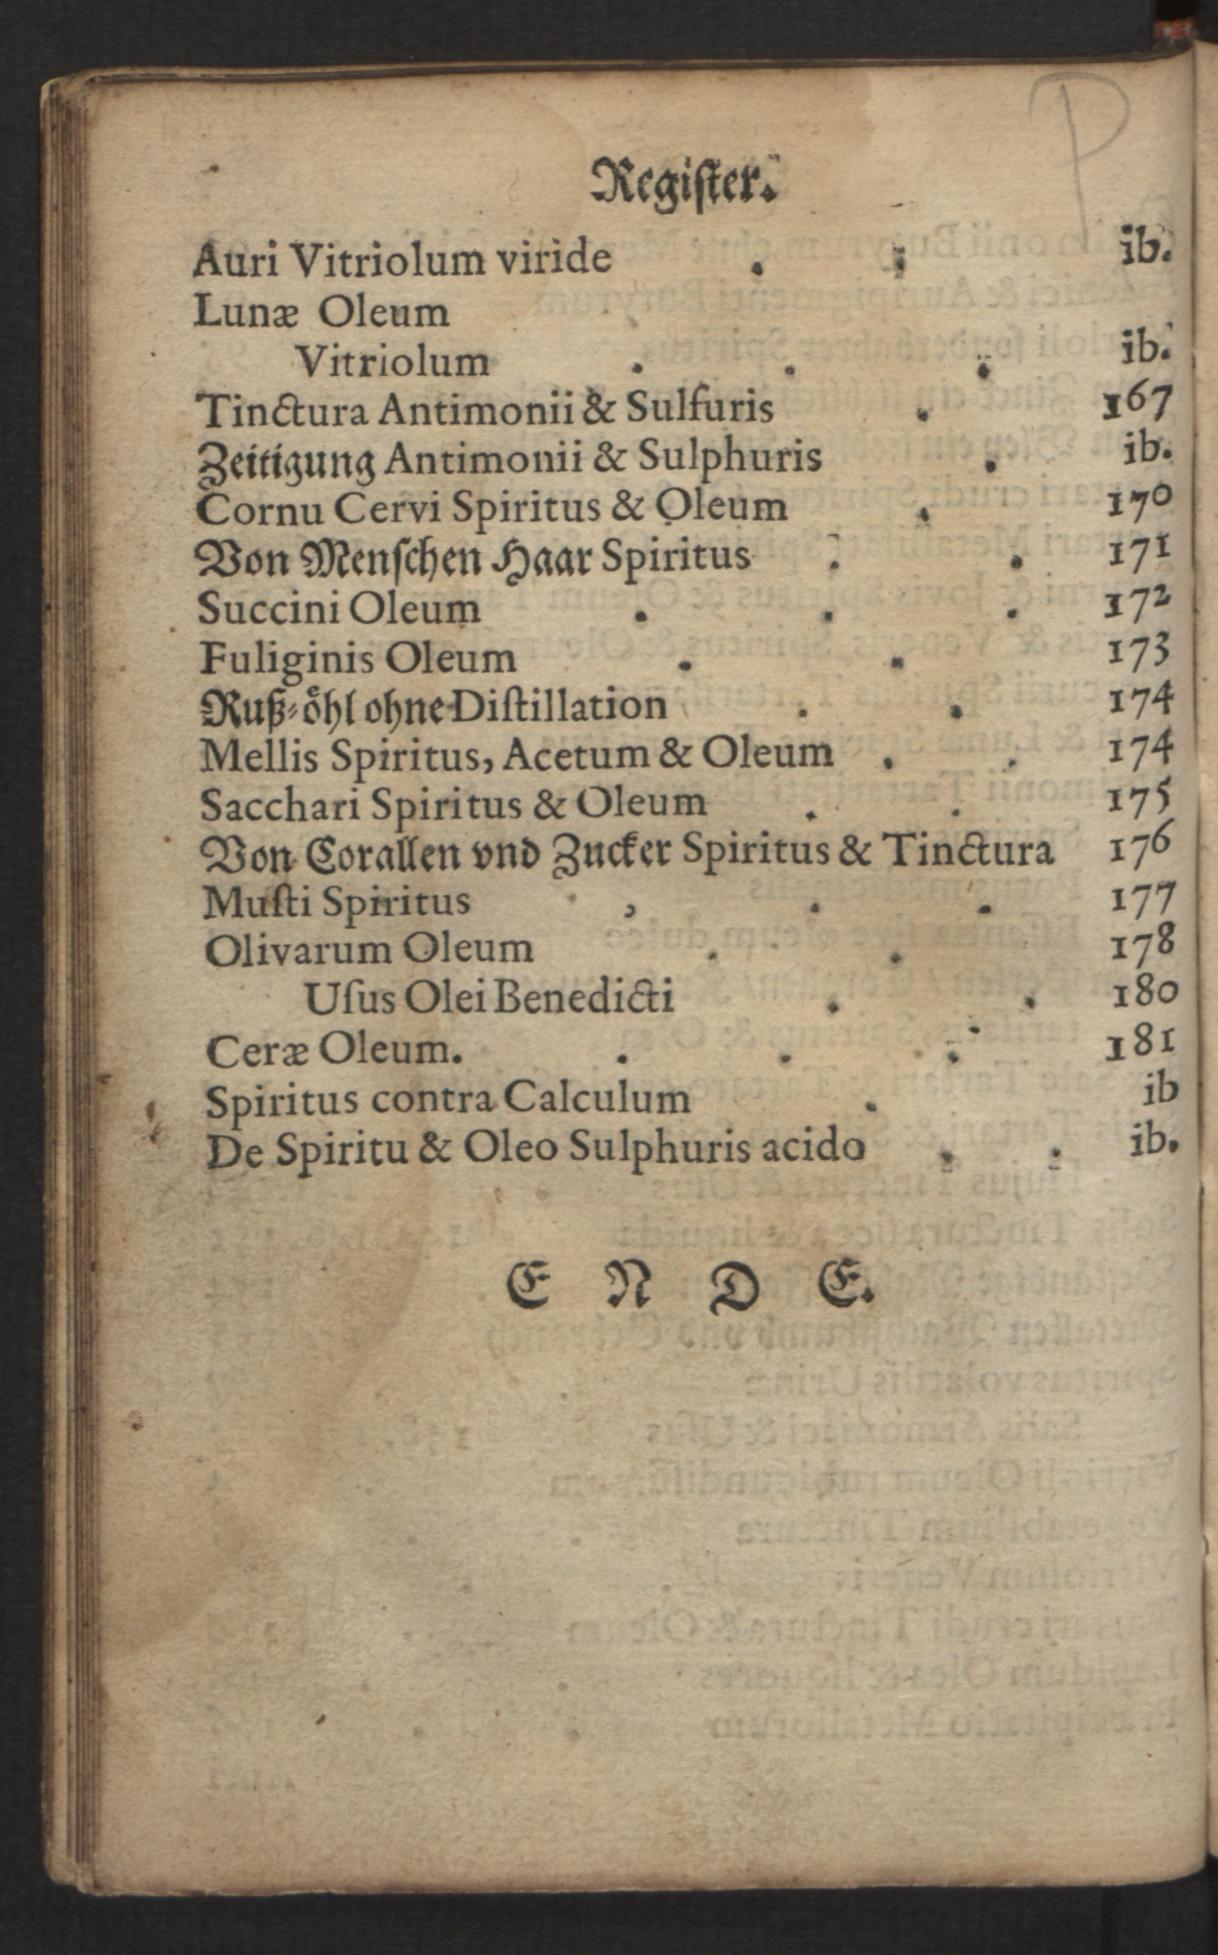 P
Regiſter.
Auri Vitriolum viride . . ib.
Lunæ Oleum
Vitriolum . . . ib.
Tinctura Antimonii & Sulfuris . 167
Zeitigung Antimonii & Sulphuris . ib.
Cornu Cervi Spiritus & Oleum . 170
Von Menſchen Haar Spiritus . . 171
Succini Oleum . . . 172
Fuliginis Oleum . . 173
Ruß-oͤhl ohne Diſtillation . . 174
Mellis Spiritus, Acetum & Oleum . . 174
Sacchari Spiritus & Oleum . . 175
Von Corallen vnd Zucker Spiritus & Tinctura 176
Muſti Spiritus , . . 177
Olivarum Oleum . . 178
Uſus Olei Benedicti . . 180
Ceræ Oleum. . . . 181
Spiritus contra Calculum . ib
De Spiritu & Oleo Sulphuris acido . . ib.
E N D E.